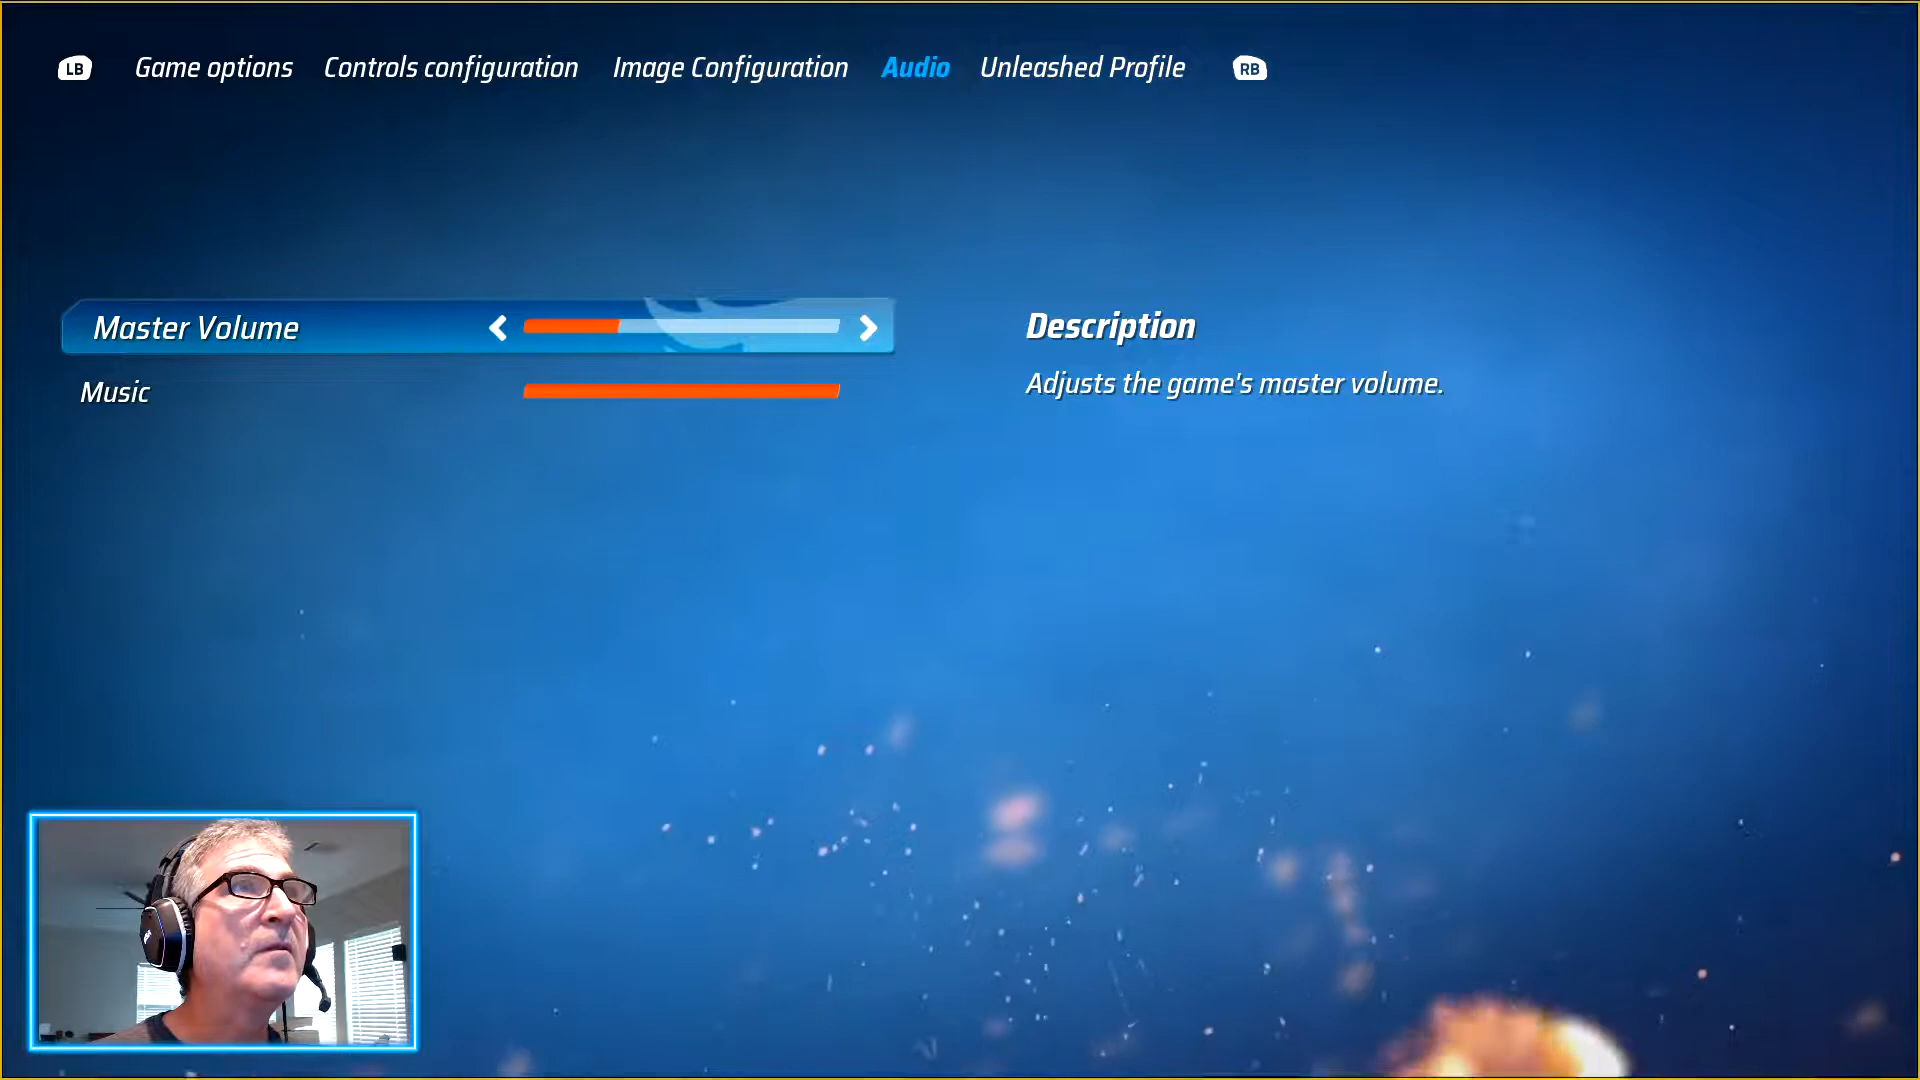 LB Game options Controls configuration Image Configuration Audio Unleashed Profile RB
Master Volume
Music
Description
Adjusts the game's master volume.